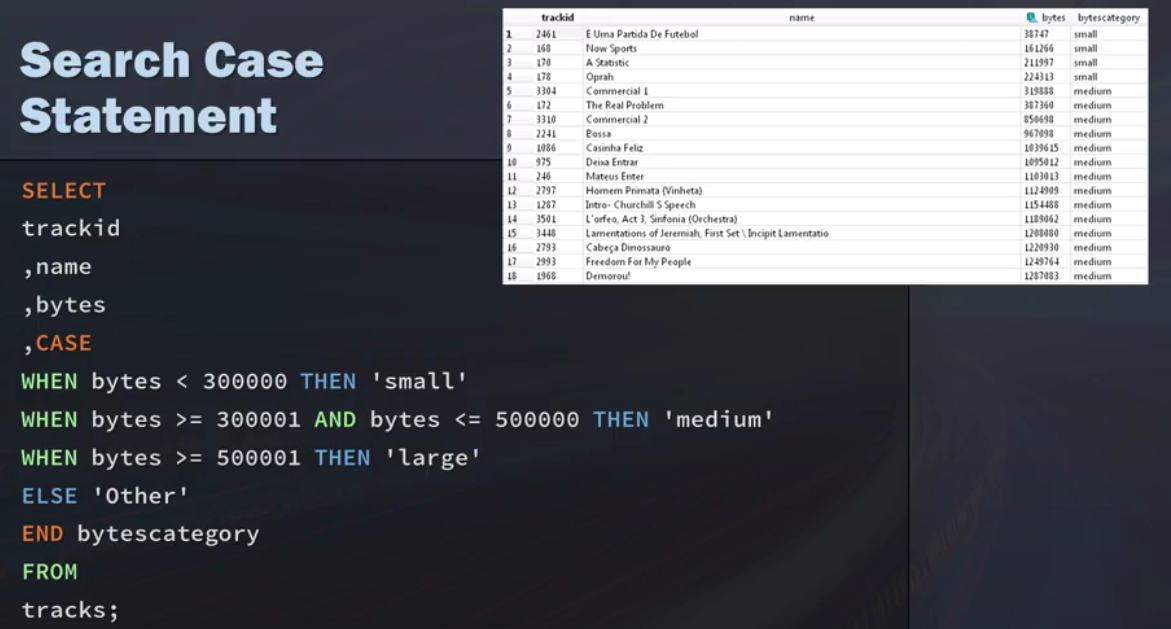 Search Case
Statement
trackid name bytes bytescategory
1 2461 É Uma Partida De Futebol 38747 small
2 168 Now Sports 161266 small
3 170 A Statistic 211997 small
4 178 Oprah 224313 small
5 3304 Commercial 1 319888 medium
6 172 The Real Problem 387360 medium
7 3310 Commercial 2 850698 medium
8 2241 Bossa 967098 medium
9 1086 Casinha Feliz 1039615 medium
10 975 Deixa Entrar 1095012 medium
11 246 Mateus Enter 1103013 medium
12 2797 Homem Primata (Vinheta) 1124909 medium
13 1287 Intro- Churchill S Speech 1154488 medium
14 3501 L'orfeo, Act 3, Sinfonia (Orchestra) 1189062 medium
15 3448 Lamentations of Jeremiah, First Set \ Incipit Lamentatio 1208080 medium
16 2793 Cabeça Dinossauro 1220930 medium
17 2993 Freedom For My People 1249764 medium
18 1968 Demorou! 1287083 medium
SELECT
trackid
,name
,bytes
,CASE
WHEN bytes < 300000 THEN 'small'
WHEN bytes >= 300001 AND bytes <= 500000 THEN 'medium'
WHEN bytes >= 500001 THEN 'large'
ELSE 'Other'
END bytescategory
FROM
tracks;